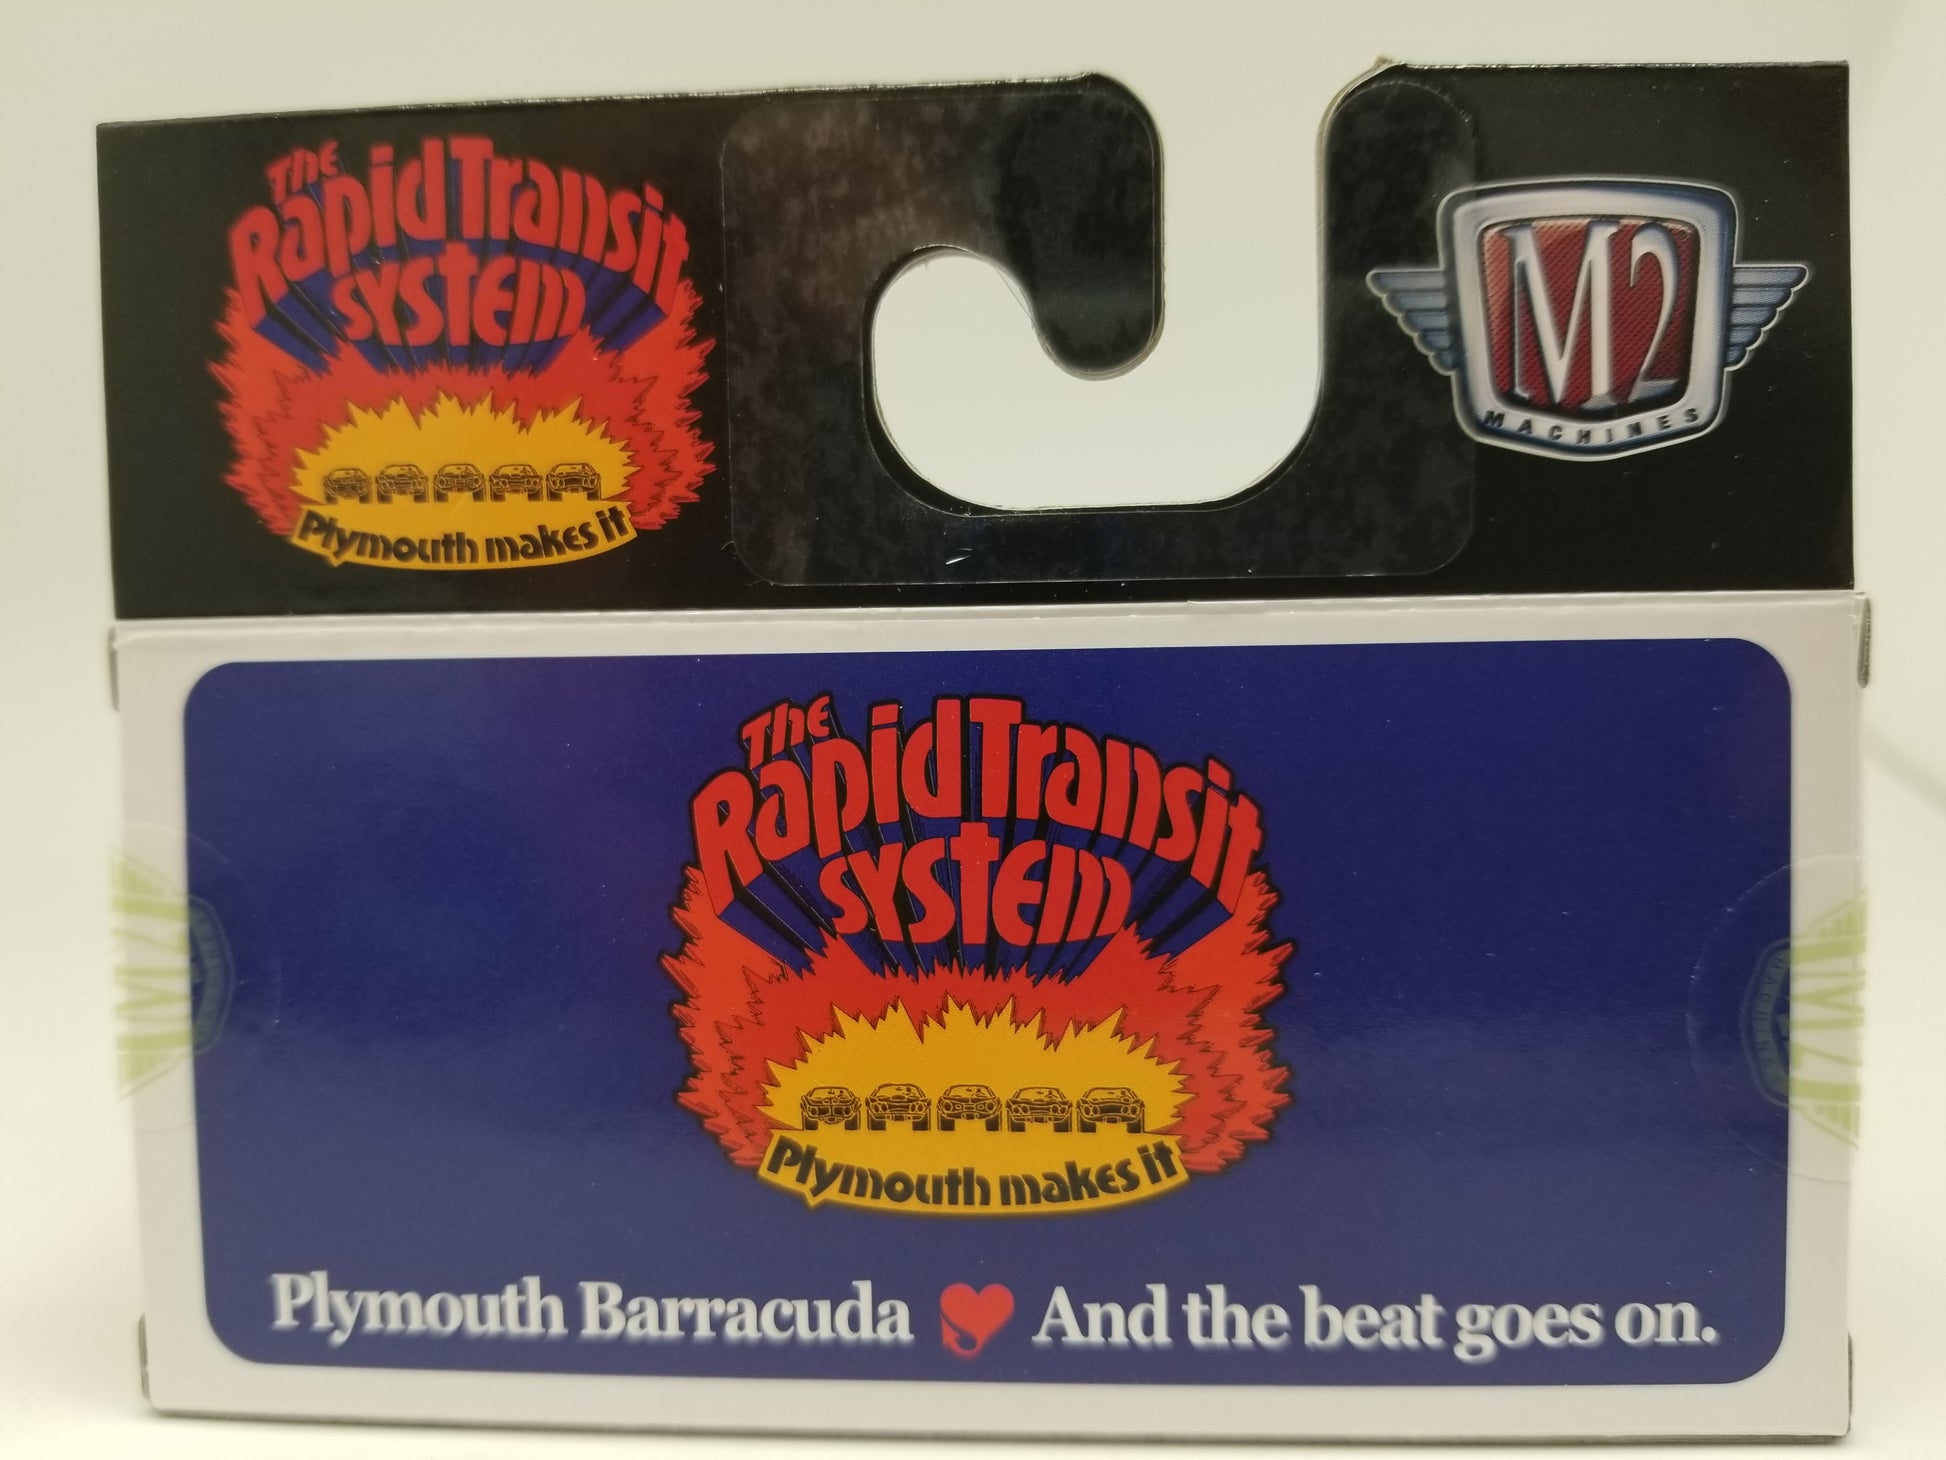 The
Rapid Transit
System
Plymouth makes it
M2
MACHINES
The
Rapid Transit
System
Plymouth makes it
Plymouth Barracuda And the beat goes on.